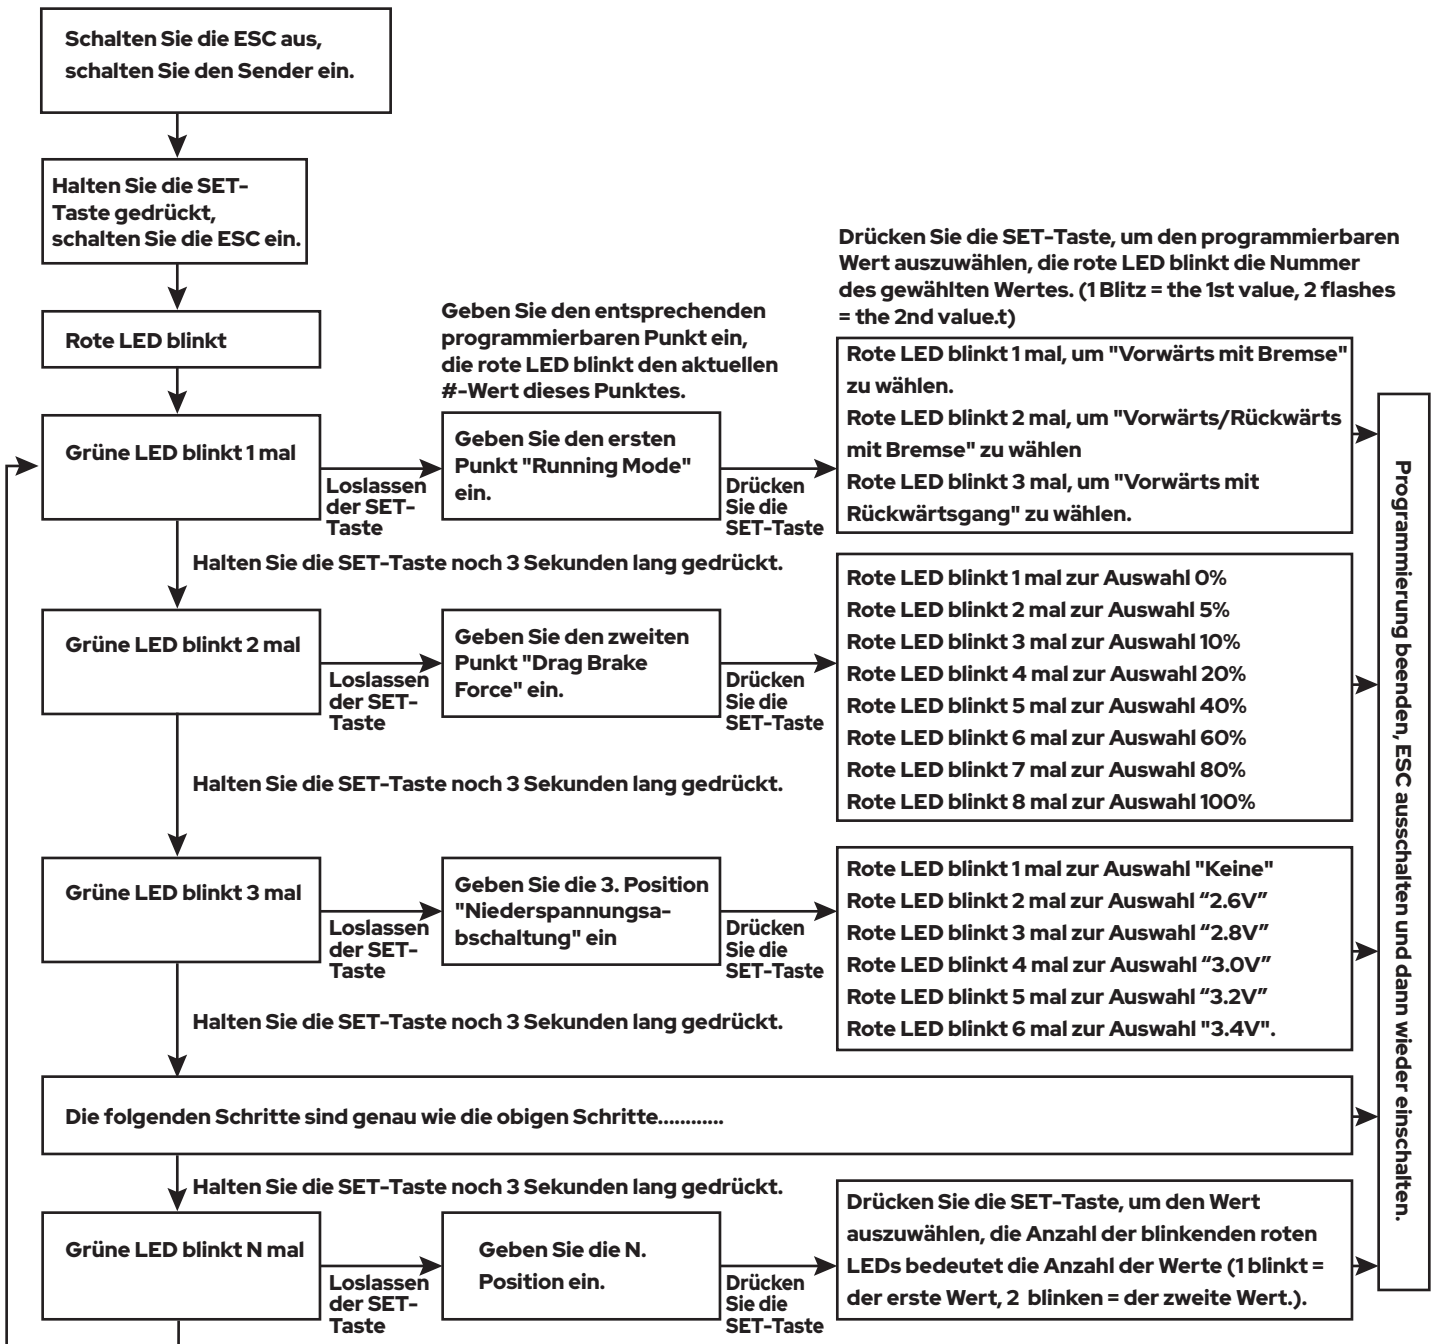 Schalten Sie die ESC aus,
schalten Sie den Sender ein.
Halten Sie die SET-
Taste gedrückt,
schalten Sie die ESC ein.
Rote LED blinkt
Geben Sie den entsprechenden
programmierbaren Punkt ein,
die rote LED blinkt den aktuellen
#-Wert dieses Punktes.
Drücken Sie die SET-Taste, um den programmierbaren
Wert auszuwählen, die rote LED blinkt die Nummer
des gewählten Wertes. (1 Blitz = the 1st value, 2 flashes
= the 2nd value.t)
Grüne LED blinkt 1 mal
Loslassen
der SET-
Taste
Geben Sie den ersten
Punkt "Running Mode"
ein.
Drücken
Sie die
SET-Taste
Rote LED blinkt 1 mal, um "Vorwärts mit Bremse"
zu wählen.
Rote LED blinkt 2 mal, um "Vorwärts/Rückwärts
mit Bremse" zu wählen
Rote LED blinkt 3 mal, um "Vorwärts mit
Rückwärtsgang" zu wählen.
Halten Sie die SET-Taste noch 3 Sekunden lang gedrückt.
Grüne LED blinkt 2 mal
Loslassen
der SET-
Taste
Geben Sie den zweiten
Punkt "Drag Brake
Force" ein.
Drücken
Sie die
SET-Taste
Rote LED blinkt 1 mal zur Auswahl 0%
Rote LED blinkt 2 mal zur Auswahl 5%
Rote LED blinkt 3 mal zur Auswahl 10%
Rote LED blinkt 4 mal zur Auswahl 20%
Rote LED blinkt 5 mal zur Auswahl 40%
Rote LED blinkt 6 mal zur Auswahl 60%
Rote LED blinkt 7 mal zur Auswahl 80%
Rote LED blinkt 8 mal zur Auswahl 100%
Halten Sie die SET-Taste noch 3 Sekunden lang gedrückt.
Grüne LED blinkt 3 mal
Loslassen
der SET-
Taste
Geben Sie die 3. Position
"Niederspannungsa-
bschaltung" ein
Drücken
Sie die
SET-Taste
Rote LED blinkt 1 mal zur Auswahl "Keine"
Rote LED blinkt 2 mal zur Auswahl “2.6V”
Rote LED blinkt 3 mal zur Auswahl “2.8V”
Rote LED blinkt 4 mal zur Auswahl “3.0V”
Rote LED blinkt 5 mal zur Auswahl “3.2V”
Rote LED blinkt 6 mal zur Auswahl "3.4V".
Halten Sie die SET-Taste noch 3 Sekunden lang gedrückt.
Die folgenden Schritte sind genau wie die obigen Schritte............
Halten Sie die SET-Taste noch 3 Sekunden lang gedrückt.
Grüne LED blinkt N mal
Loslassen
der SET-
Taste
Geben Sie die N.
Position ein.
Drücken
Sie die
SET-Taste
Drücken Sie die SET-Taste, um den Wert
auszuwählen, die Anzahl der blinkenden roten
LEDs bedeutet die Anzahl der Werte (1 blinkt =
der erste Wert, 2 blinken = der zweite Wert.).
Programmierung beenden, ESC ausschalten und dann wieder einschalten.